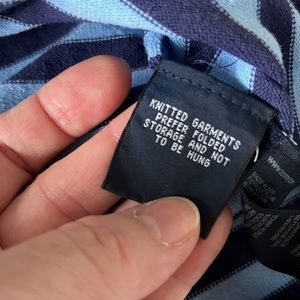 KNITTED GARMENTS
PREFER FOLDED
STORAGE AND NOT
TO BE HUNG